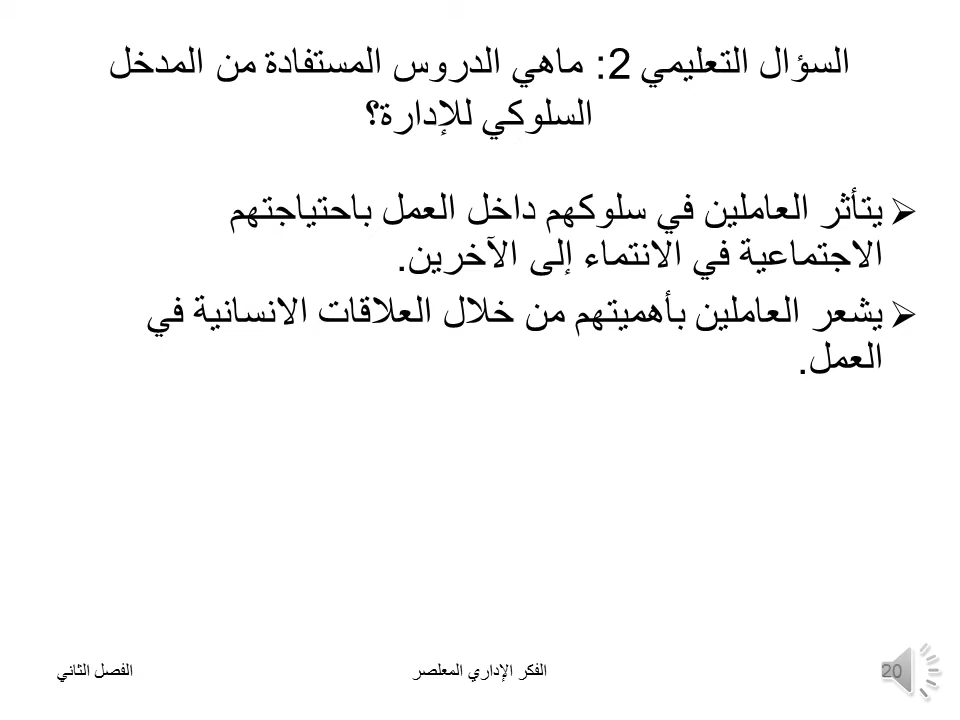 السؤال التعليمي 2: ماهي الدروس المستفادة من المدخل
السلوكي للإدارة؟
يتأثر العاملين في سلوكهم داخل العمل باحتياجتهم
الاجتماعية في الانتماء إلى الآخرين.
يشعر العاملين بأهميتهم من خلال العلاقات الانسانية في
العمل.
20
الفكر الإداري المعلصر
الفصل الثاني